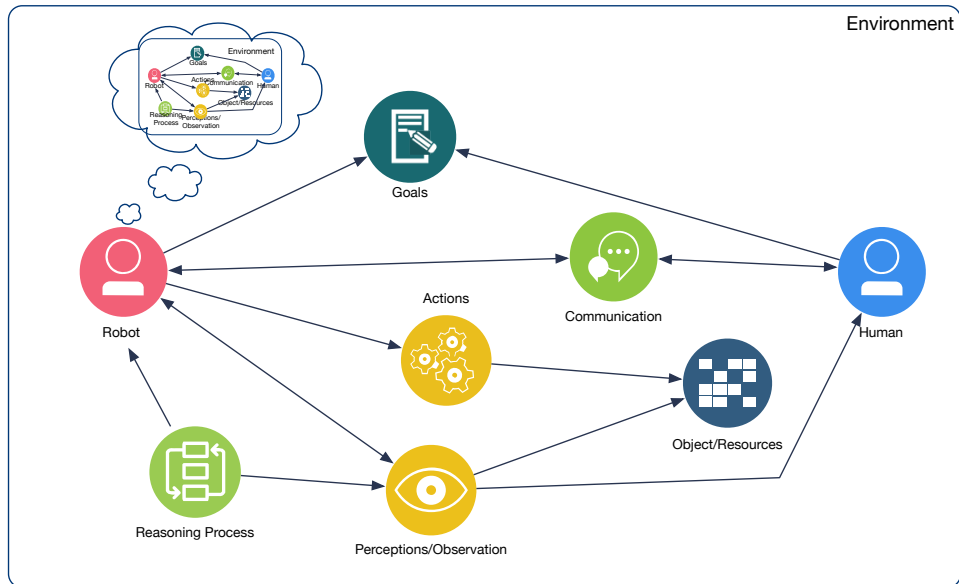 Environment
Environment
Goals
Robot
Actions
Communication
Human
Object/Resources
Reasoning
Process
Perceptions/
Observation
Goals
Robot
Actions
Communication
Human
Object/Resources
Reasoning Process
Perceptions/Observation